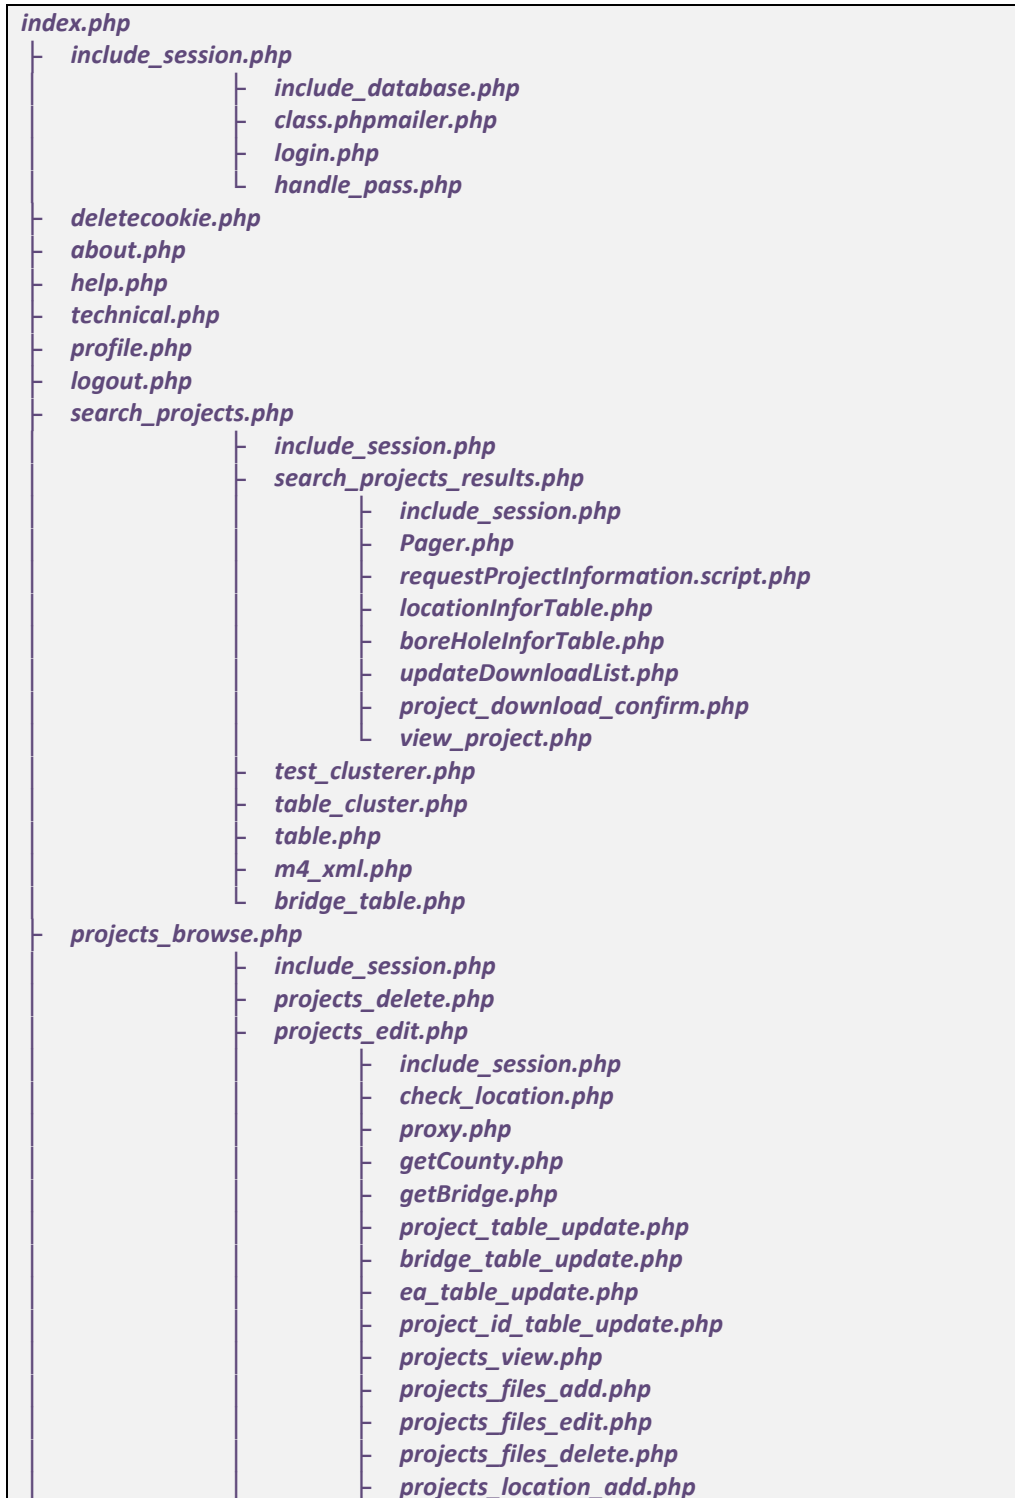 index.php
include_session.php
include_database.php
class.phpmailer.php
login.php
handle_pass.php
deletecookie.php
about.php
help.php
technical.php
profile.php
logout.php
search_projects.php
include_session.php
search_projects_results.php
include_session.php
Pager.php
requestProjectInformation.script.php
locationInforTable.php
boreHoleInforTable.php
updateDownloadList.php
project_download_confirm.php
view_project.php
test_clusterer.php
table_cluster.php
table.php
m4_xml.php
bridge_table.php
projects_browse.php
include_session.php
projects_delete.php
projects_edit.php
include_session.php
check_location.php
proxy.php
getCounty.php
getBridge.php
project_table_update.php
bridge_table_update.php
ea_table_update.php
project_id_table_update.php
projects_view.php
projects_files_add.php
projects_files_edit.php
projects_files_delete.php
projects_location_add.php